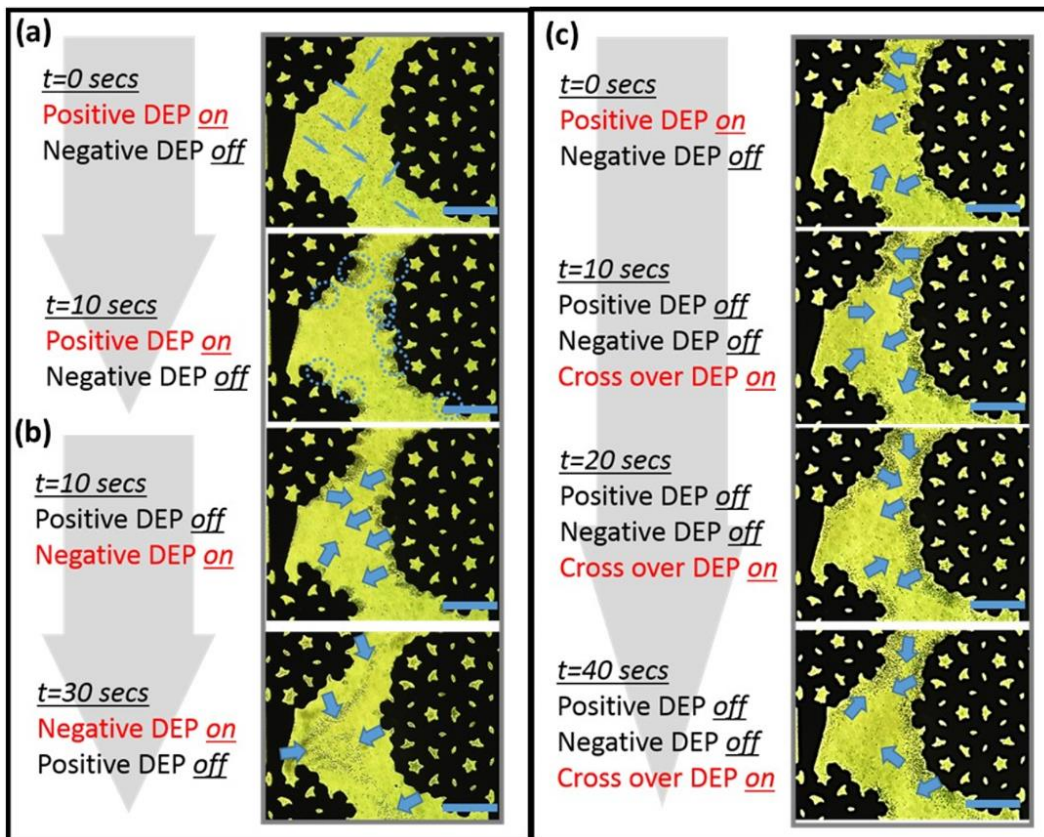 (a)
t=0 secs
Positive DEP on
Negative DEP off
t=10 secs
Positive DEP on
Negative DEP off
(b)
t=10 secs
Positive DEP off
Negative DEP on
t=30 secs
Negative DEP on
Positive DEP off
(c)
t=0 secs
Positive DEP on
Negative DEP off
t=10 secs
Positive DEP off
Negative DEP off
Cross over DEP on
t=20 secs
Positive DEP off
Negative DEP off
Cross over DEP on
t=40 secs
Positive DEP off
Negative DEP off
Cross over DEP on